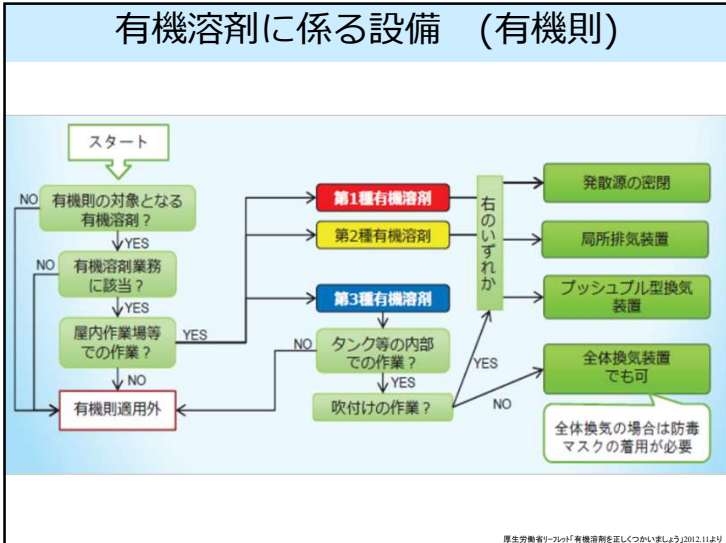 有機溶剤に係る設備　(有機則)
スタート
NO
有機則の対象となる
有機溶剤？
YES
NO
有機溶剤業務
に該当？
YES
屋内作業場等
での作業？
YES
NO
有機則適用外
第1種有機溶剤
第2種有機溶剤
第3種有機溶剤
NO
タンク等の内部
での作業？
YES
吹付けの作業？
YES
NO
右のいずれか
発散源の密閉
局所排気装置
プッシュプル型換気
装置
全体換気装置
でも可
全体換気の場合は防毒
マスクの着用が必要
厚生労働省リーフレット「有機溶剤を正しくつかいましょう」2012.11より